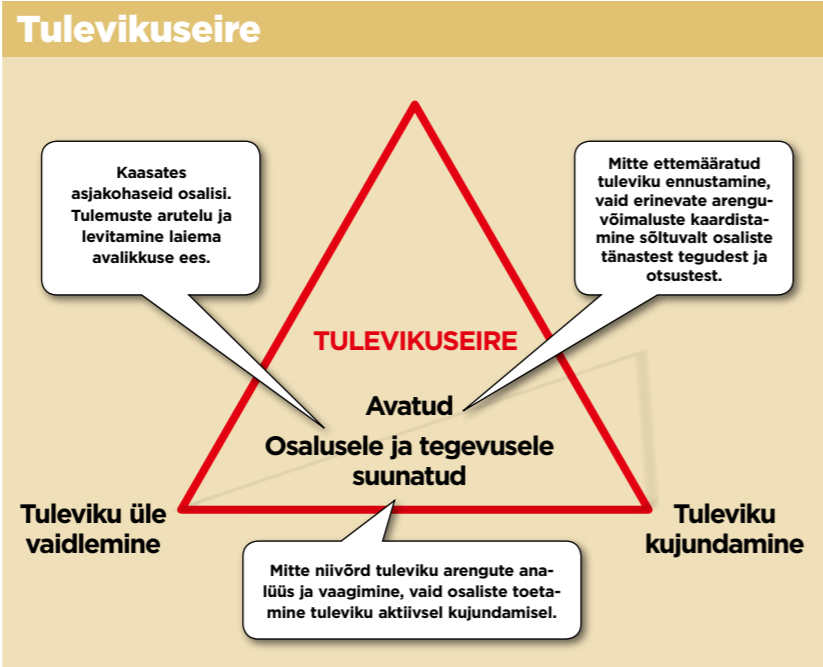 Tulevikuseire
Kaasates
asjakohaseid osalisi.
Tulemuste arutelu ja
levitamine laiema
avalikkuse ees.
Mitte ettemääratud
tuleviku ennustamine,
vaid erinevate arengu-
võimaluste kaardista-
mine sõltuvalt osaliste
tänastest tegudest ja
otsustest.
TULEVIKUSEIRE
Avatud
Osalusele ja tegevusele
suunatud
Tuleviku üle
vaidlemine
Tuleviku
kujundamine
Mitte niivõrd tuleviku arengute ana-
lüüs ja vaagimine, vaid osaliste toeta-
mine tuleviku aktiivsel kujundamisel.